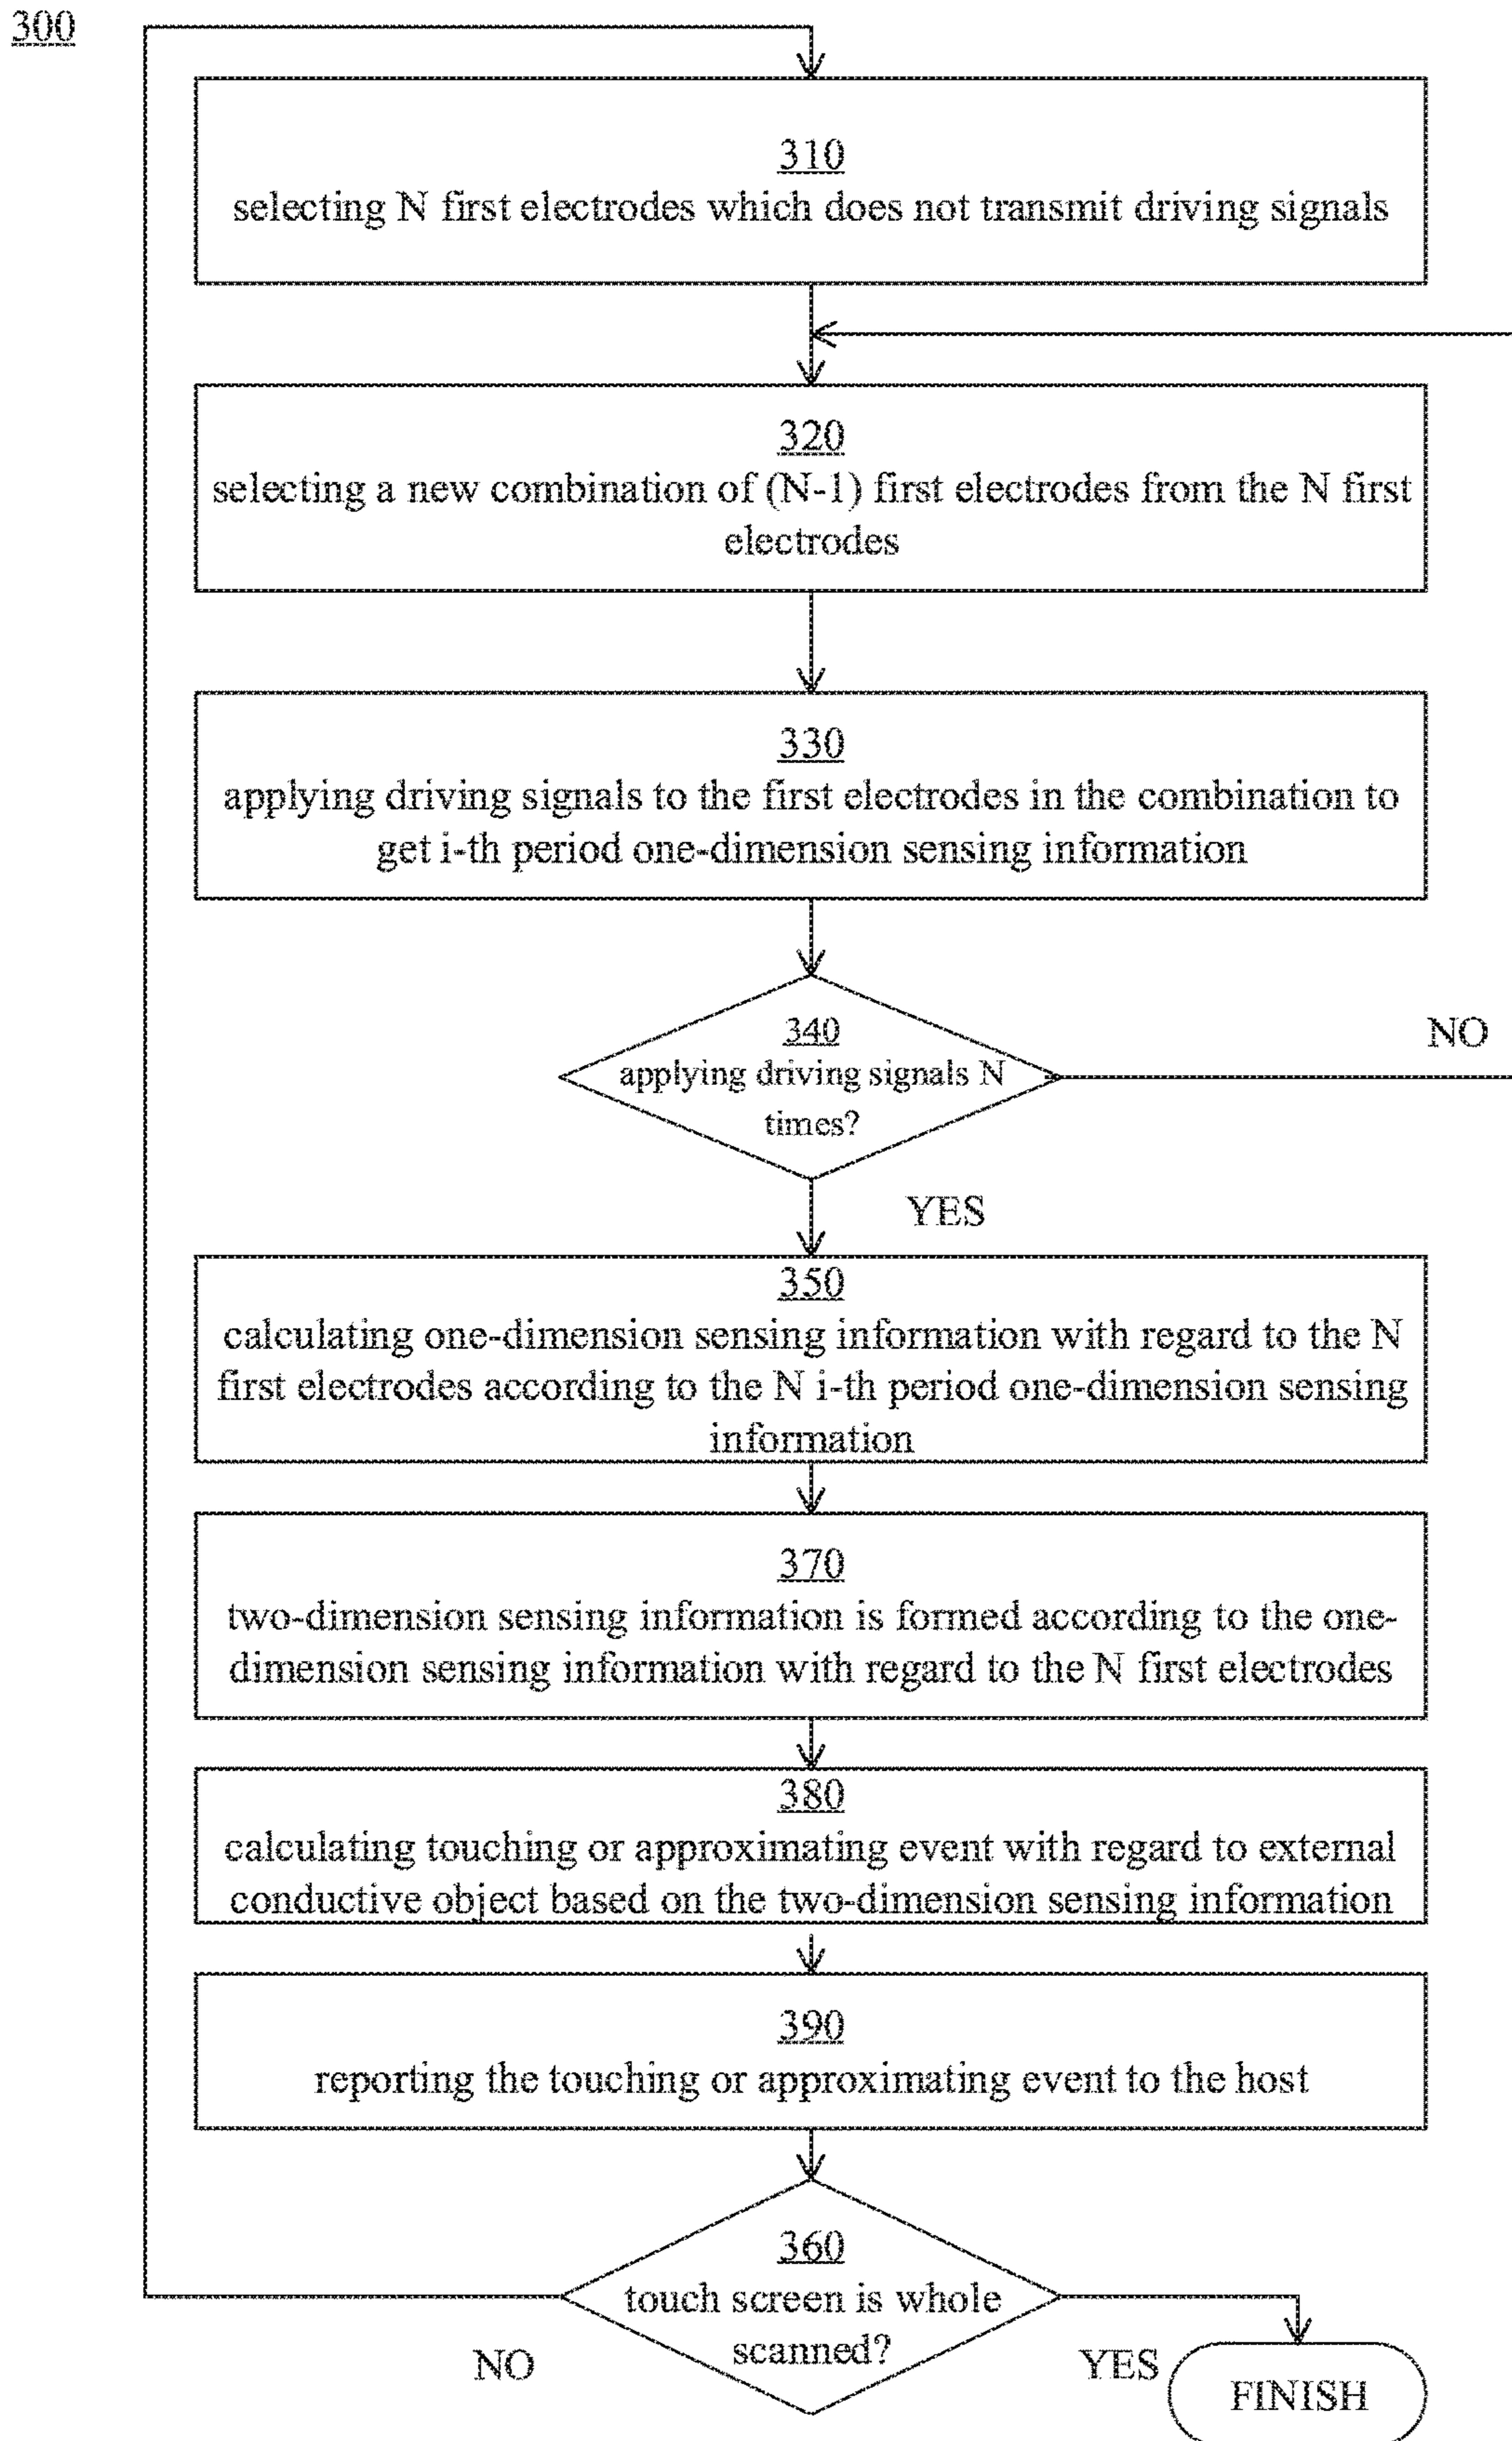 300
310
selecting N first electrodes which does not transmit driving signals
320
selecting a new combination of (N-1) first electrodes from the N first
electrodes
330
applying driving signals to the first electrodes in the combination to
get i-th period one-dimension sensing information
340
applying driving signals N
times?
NO
YES
350
calculating one-dimension sensing information with regard to the N
first electrodes according to the N i-th period one-dimension sensing
information
370
two-dimension sensing information is formed according to the one-
dimension sensing information with regard to the N first electrodes
380
calculating touching or approximating event with regard to external
conductive object based on the two-dimension sensing information
390
reporting the touching or approximating event to the host
360
touch screen is whole
scanned?
NO
YES
FINISH